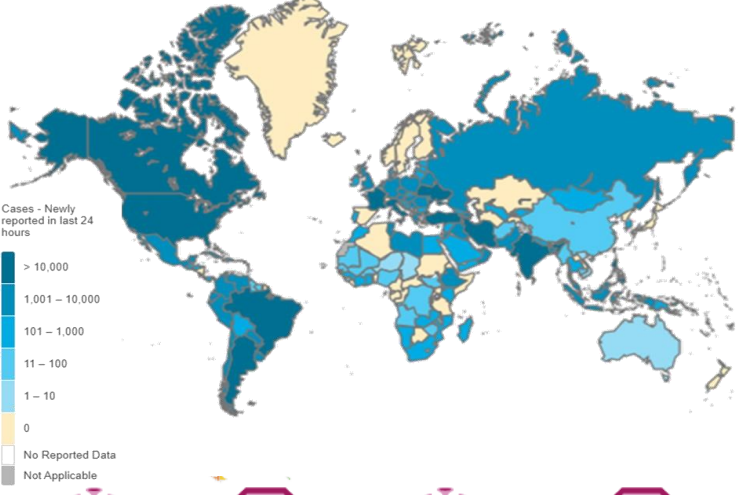 Cases - Newly
reported in last 24
hours
> 10,000
1,001 – 10,000
101 – 1,000
11 – 100
1 – 10
0
No Reported Data
Not Applicable